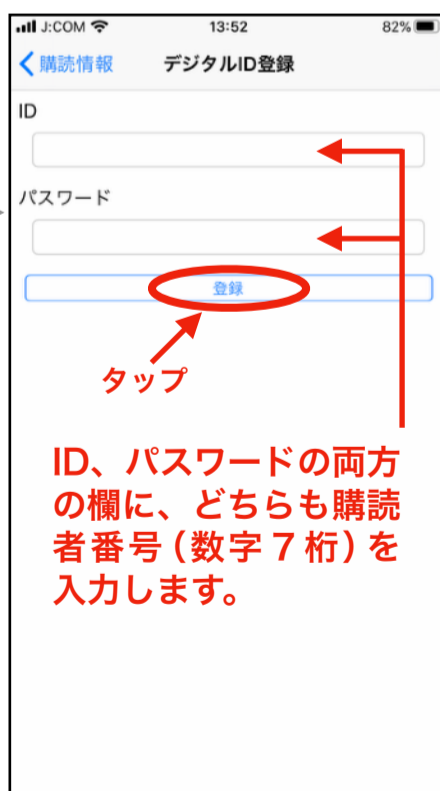 J:COM 13:52 82%
購読情報 デジタルID登録
ID
パスワード
登録
タップ
ID、パスワードの両方
の欄に、どちらも購読
者番号(数字7桁)を
入力します。